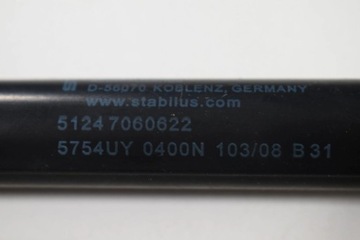 D-56070 KOBLENZ, GERMANY
www.stabilus.com
51247060622
5754UY 0400N 103/08 B31